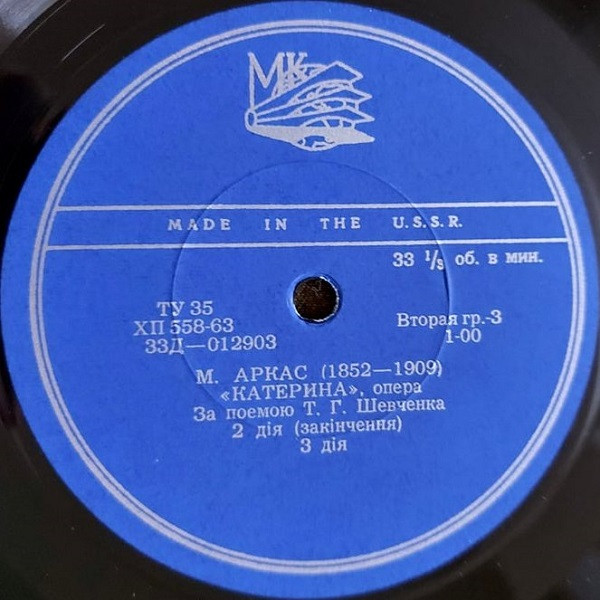 МК
MADE IN THE U.S.S.R.
33 1/3 об. в мин.
ТУ 35
ХП 558-63
33Д—012903
Вторая гр.-3
1-00
М. АРКАС (1852—1909)
«КАТЕРИНА», опера
За поемою Т. Г. Шевченка
2 дія (закінчення)
3 дія